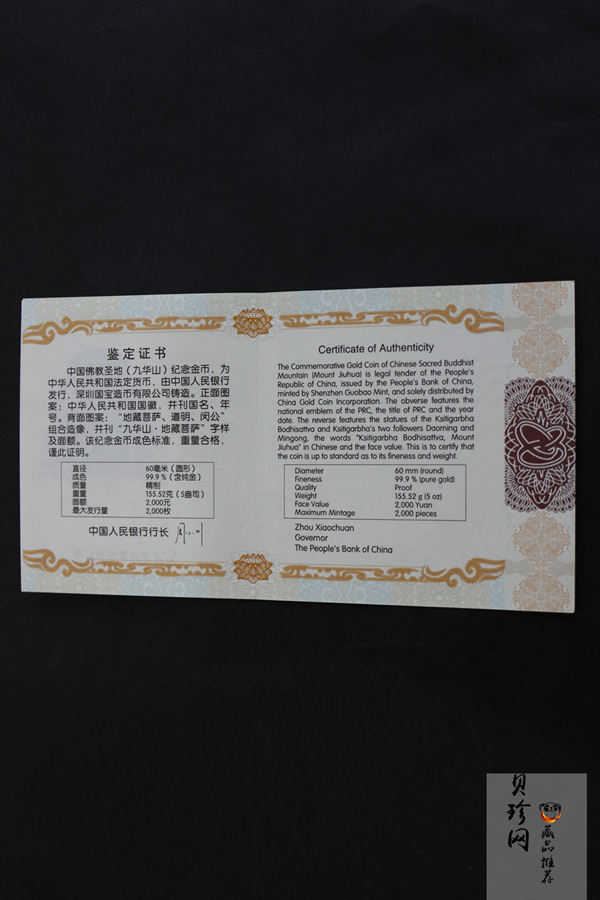 鉴定证书
中国佛教圣地（九华山）纪念金币，为
中华人民共和国法定货币，由中国人民银行
发行，深圳国宝造币有限公司铸造。正面图
案：中华人民共和国国徽，并刊国名、年
号。背面图案：“地藏菩萨、道明、闵公”
组合造像，并刊“九华山·地藏菩萨”字样
及面额。该纪念金币成色标准，重量合格，
谨此证明。
直径 60毫米（圆形）
成色 99.9％（含纯金）
质量 精制
重量 155.52克（5盎司）
面额 2,000元
最大发行量 2,000枚
中国人民银行行长
Certificate of Authenticity
The Commemorative Gold Coin of Chinese Sacred Buddhist
Mountain (Mount Jiuhua) is legal tender of the People's
Republic of China, issued by the People's Bank of China,
minted by Shenzhen Guobao Mint, and solely distributed by
China Gold Coin Incorporation. The obverse features the
national emblem of the PRC, the title of PRC and the year
date. The reverse features the statues of the Ksitigarbha
Bodhisattva and Ksitigarbha's two followers Daoming and
Mingong, the words "Ksitigarbha Bodhisattva, Mount
Jiuhua" in Chinese and the face value. This is to certify that
the coin is up to standard as to its fineness and weight.
Diameter 60 mm (round)
Fineness 99.9 % (pure gold)
Quality Proof
Weight 155.52 g (5 oz)
Face Value 2,000 Yuan
Maximum Mintage 2,000 pieces
Zhou Xiaochuan
Governor
The People's Bank of China
贝珍网
藏品推荐